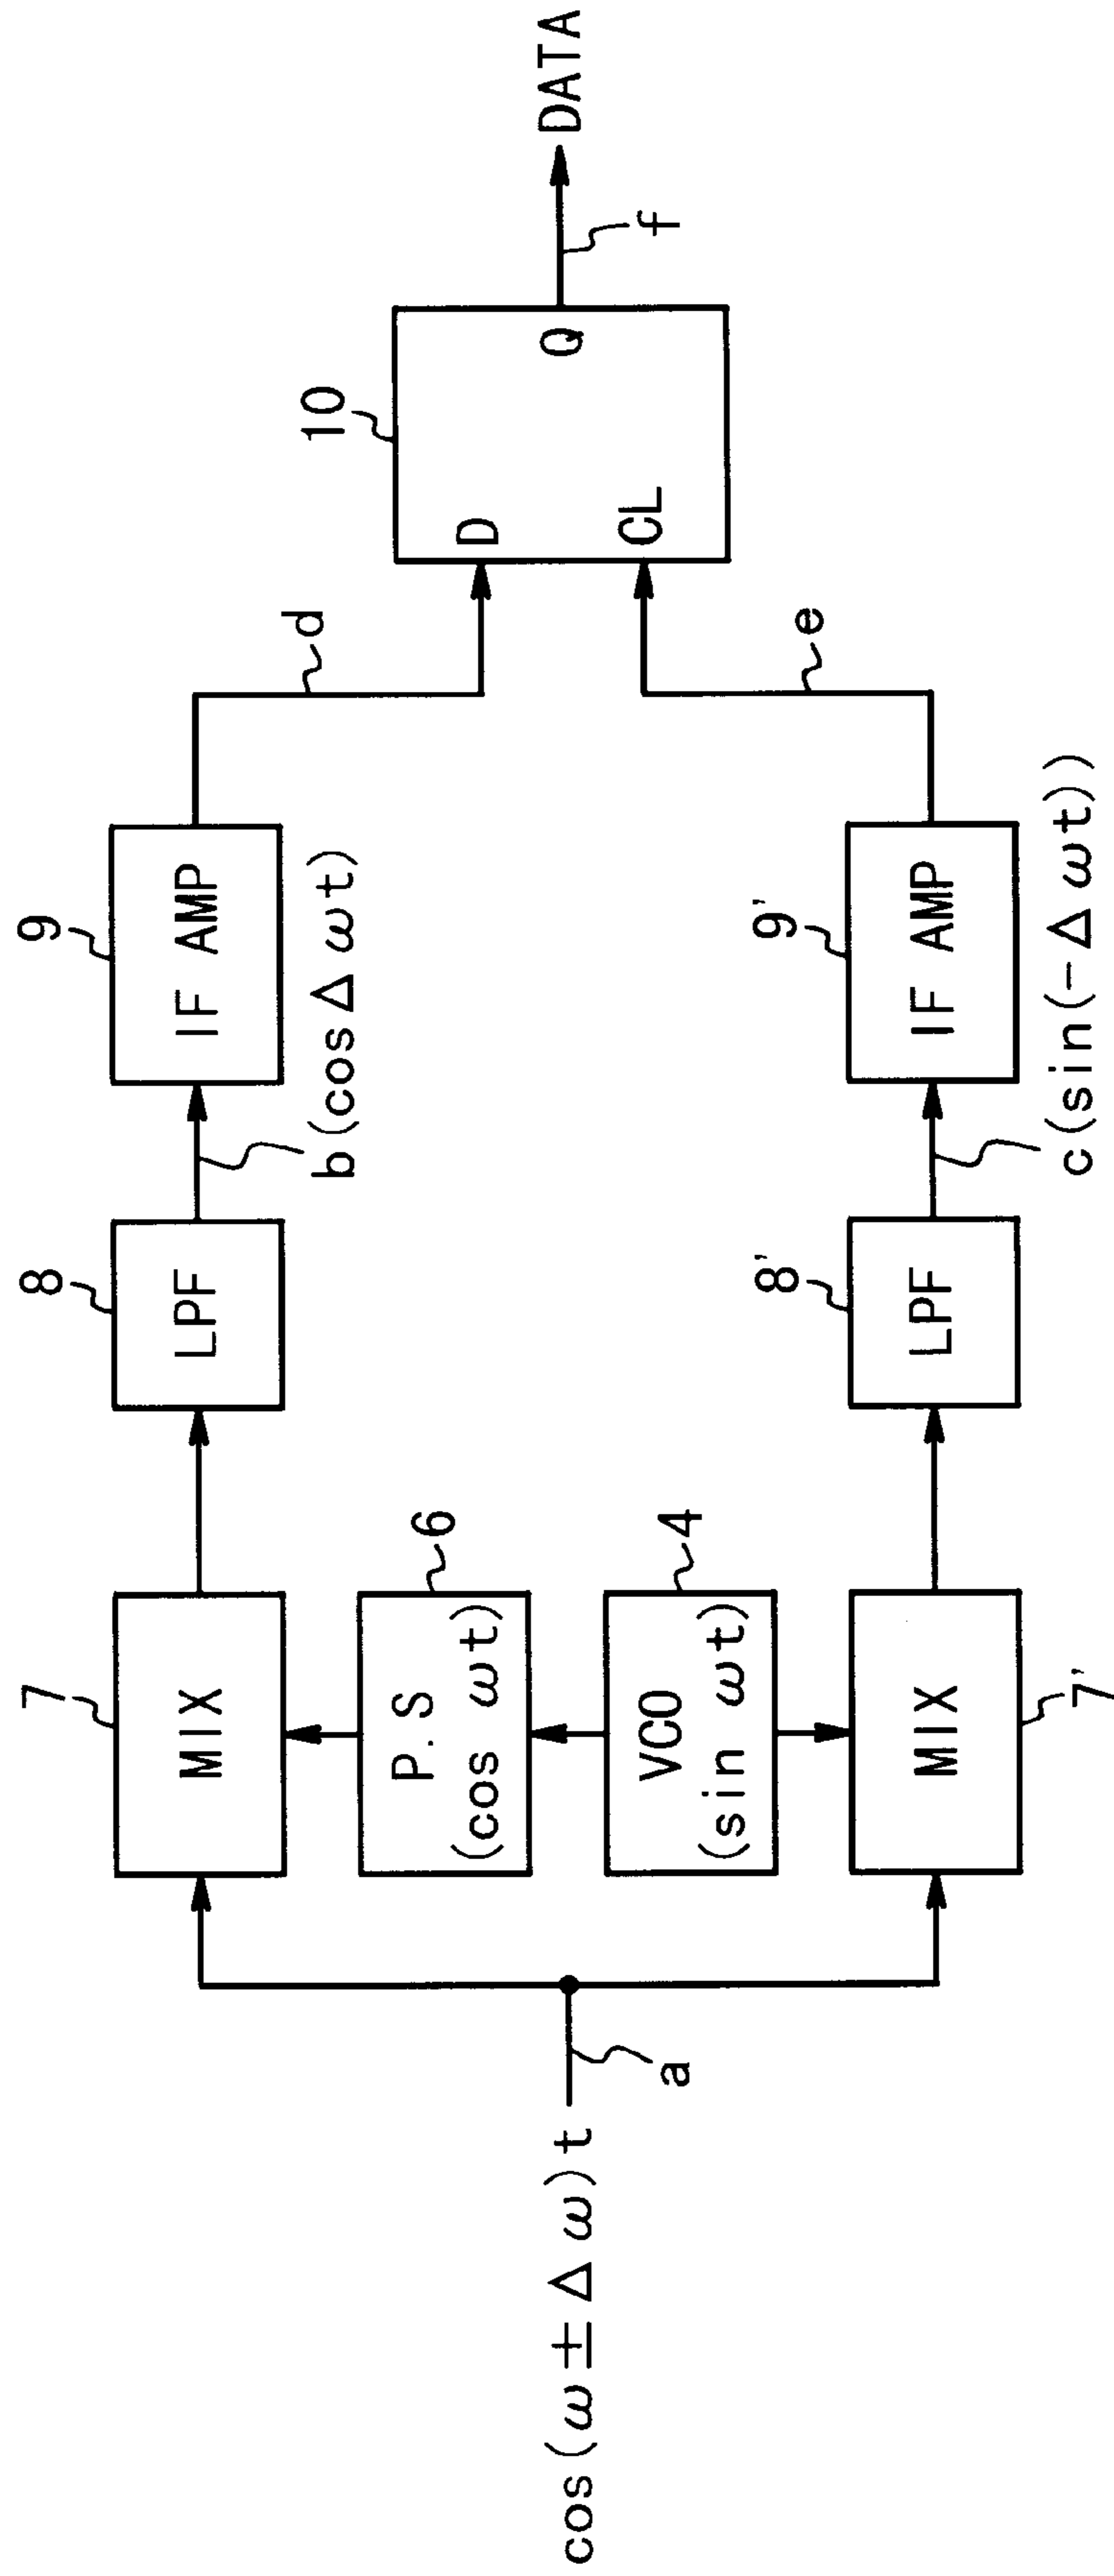 cos(ω±Δω)t
a
7
MIX
P.S
(cos ωt)
6
VCO
(sin ωt)
4
MIX
7'
8
LPF
b(cosΔωt)
8'
LPF
c(sin(-Δωt))
9
IF AMP
9'
IF AMP
d
e
10
D
CL
Q
f
DATA